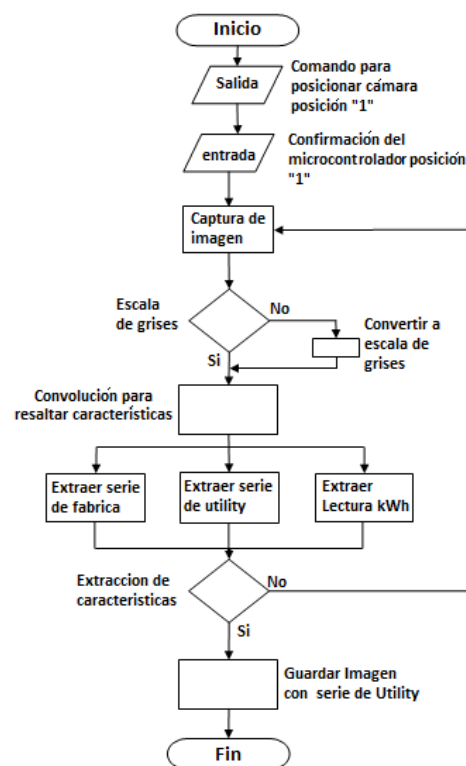 Inicio
Salida
Comando para
posicionar cámara
posición "1"
entrada
Confirmación del
microcontrolador posición
"1"
Captura de
imagen
Escala
de grises
No
Si
Convertir a
escala de
grises
Convolución para
resaltar características
Extraer serie
de fabrica
Extraer serie
de utility
Extraer
Lectura kWh
Extraccion de
caracteristicas
No
Si
Guardar Imagen
con serie de Utility
Fin